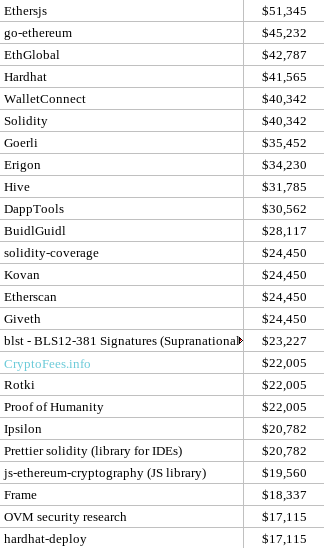 Ethersjs $51,345
go-ethereum $45,232
EthGlobal $42,787
Hardhat $41,565
WalletConnect $40,342
Solidity $40,342
Goerli $35,452
Erigon $34,230
Hive $31,785
DappTools $30,562
BuidlGuidl $28,117
solidity-coverage $24,450
Kovan $24,450
Etherscan $24,450
Giveth $24,450
blst - BLS12-381 Signatures (Supranational $23,227
CryptoFees.info $22,005
Rotki $22,005
Proof of Humanity $22,005
Ipsilon $20,782
Prettier solidity (library for IDEs) $20,782
js-ethereum-cryptography (JS library) $19,560
Frame $18,337
OVM security research $17,115
hardhat-deploy $17,115